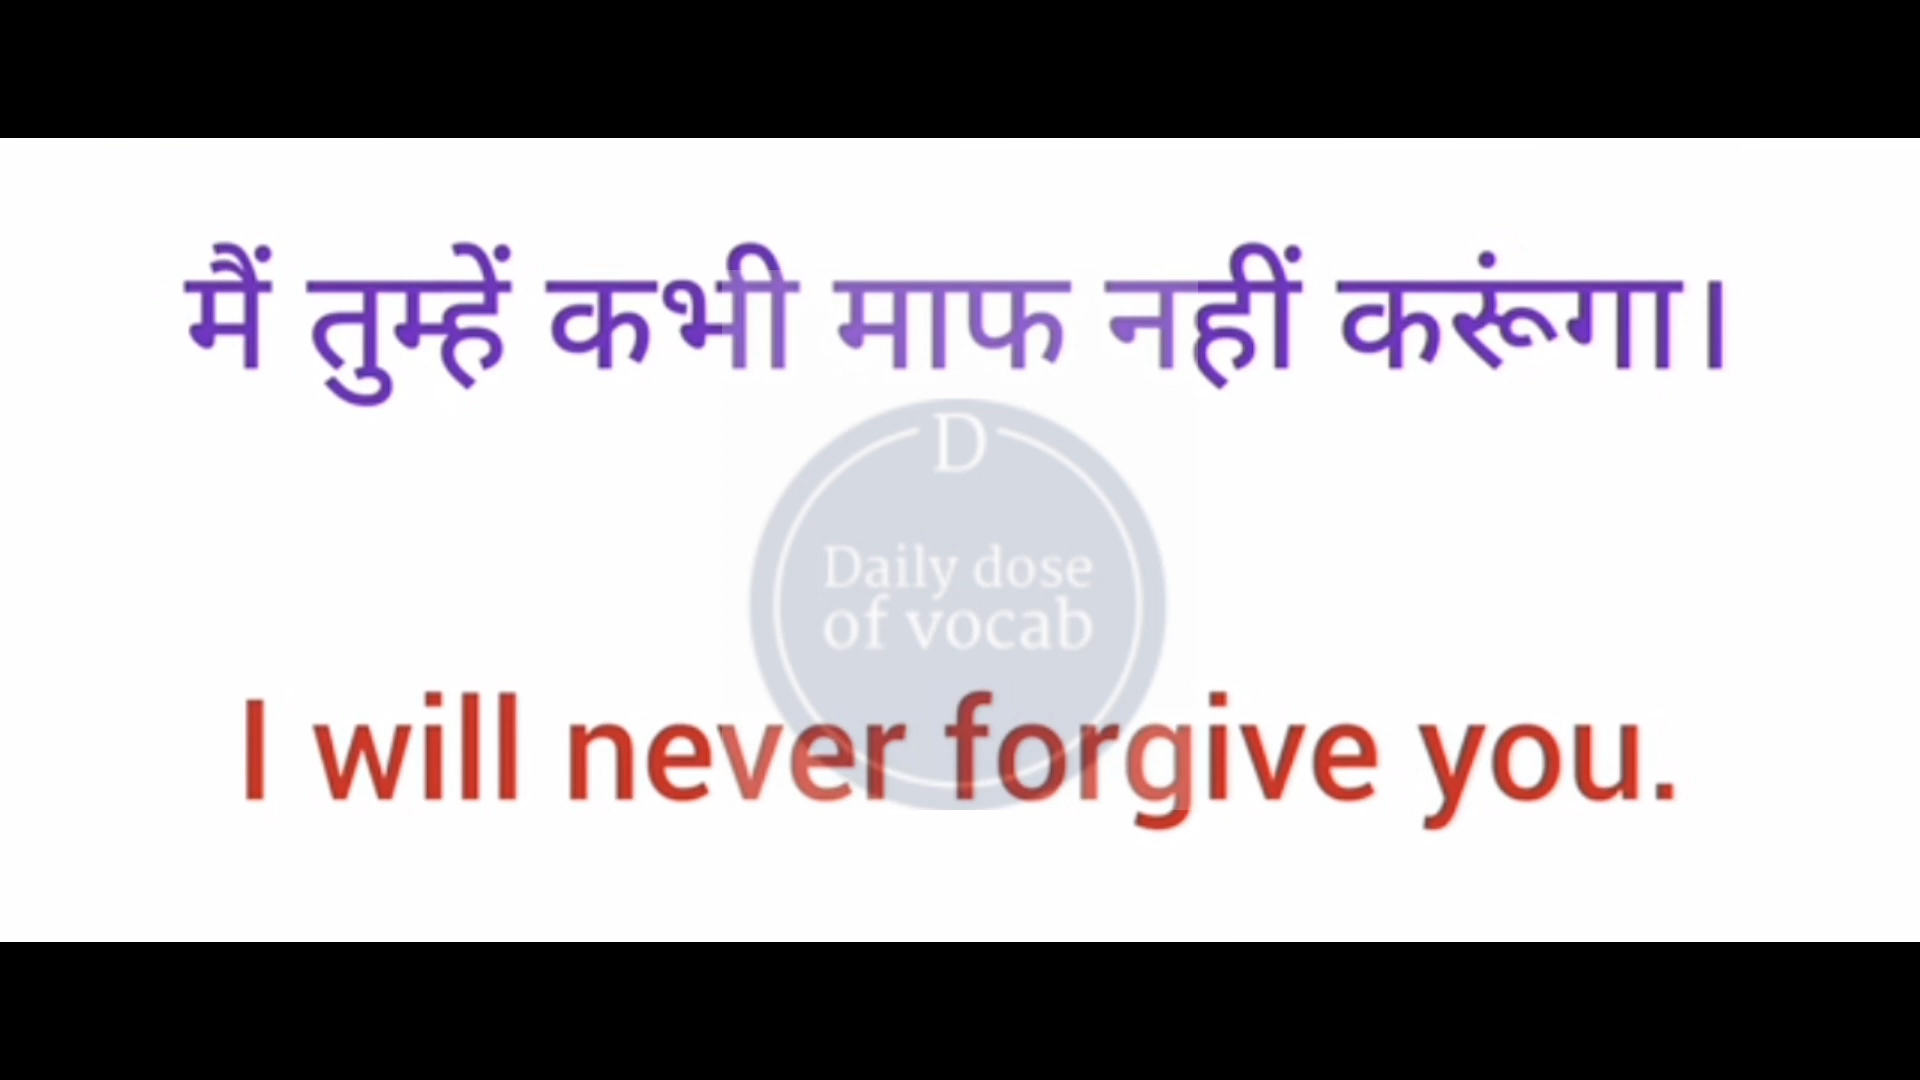 मैं तुम्हें कभी माफ नहीं करूंगा।
D
Daily dose
of vocab
I will never forgive you.